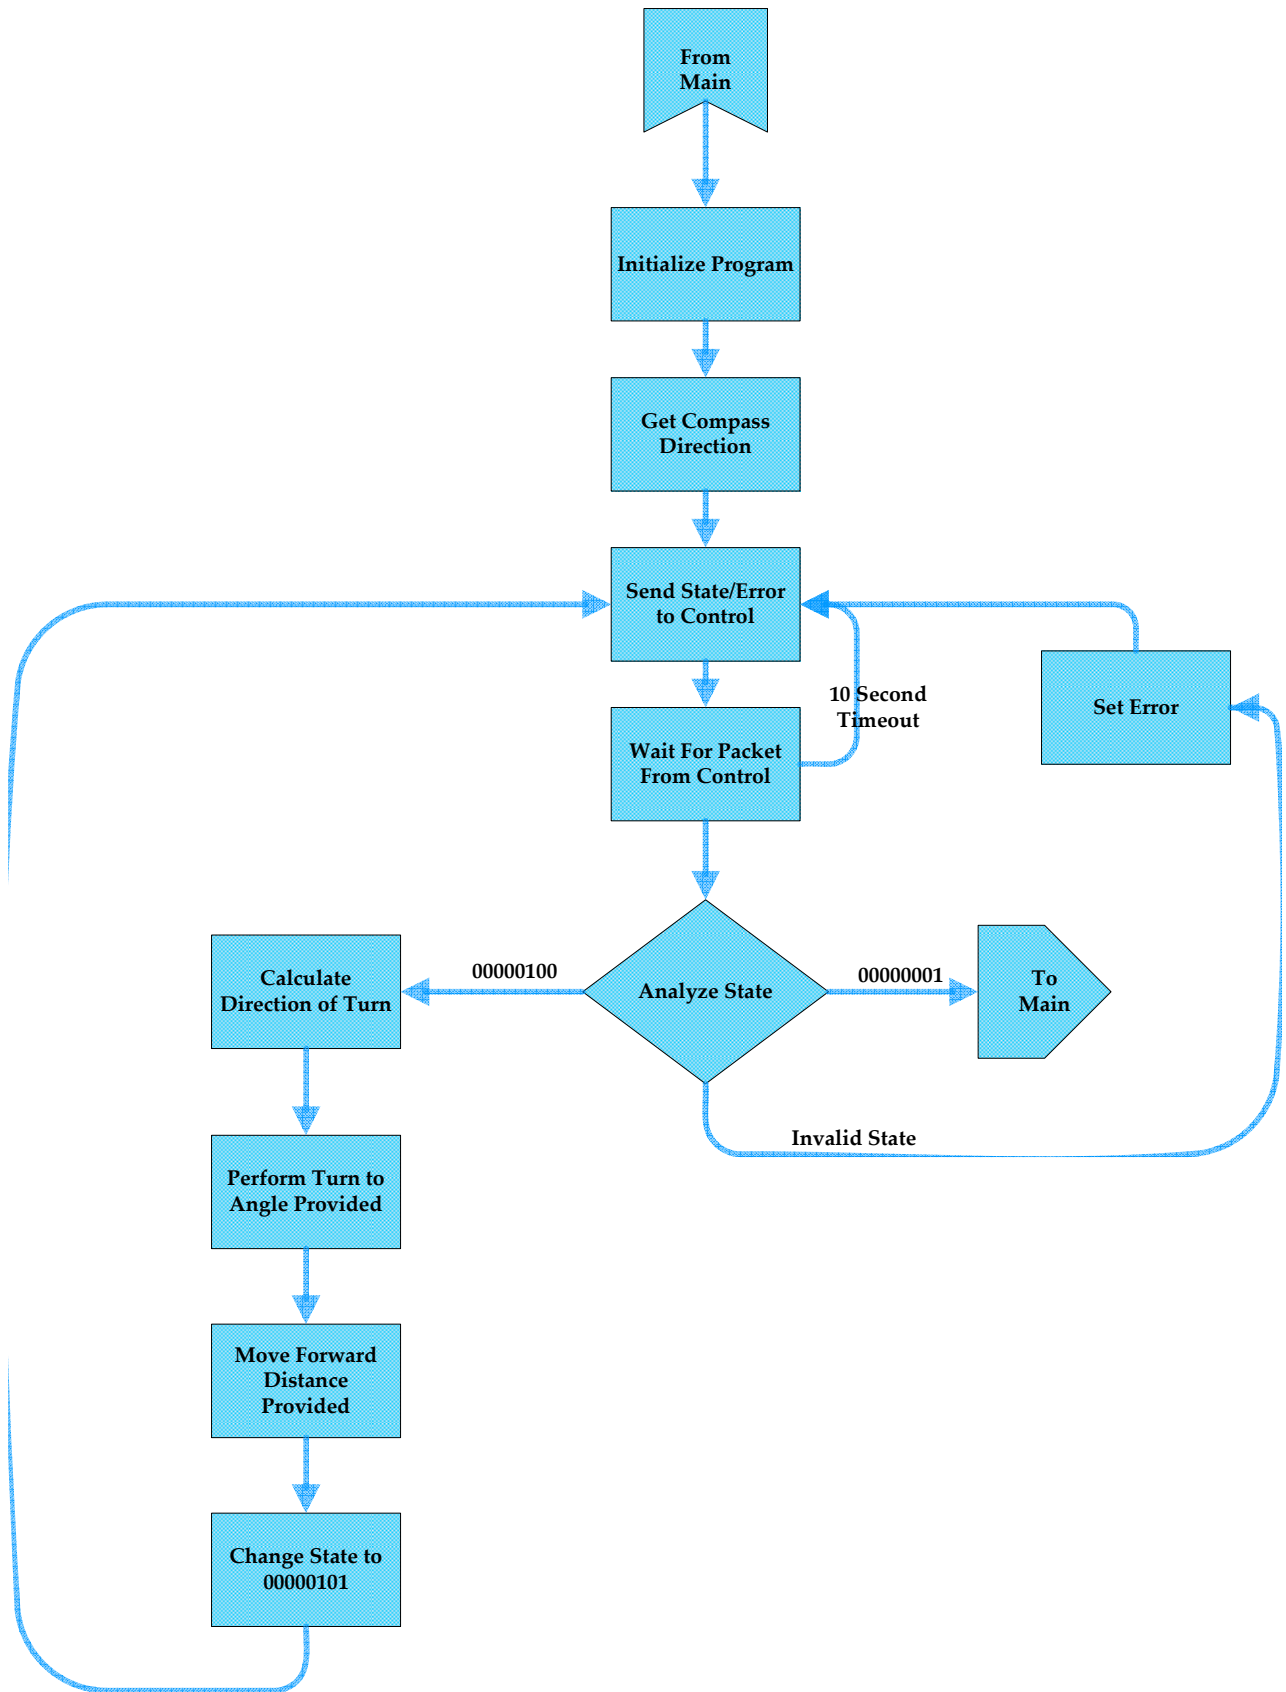 From
Main
Initialize Program
Get Compass
Direction
Send State/Error
to Control
10 Second
Timeout
Set Error
Wait For Packet
From Control
00000100
Analyze State
00000001
To
Main
Calculate
Direction of Turn
Invalid State
Perform Turn to
Angle Provided
Move Forward
Distance
Provided
Change State to
00000101